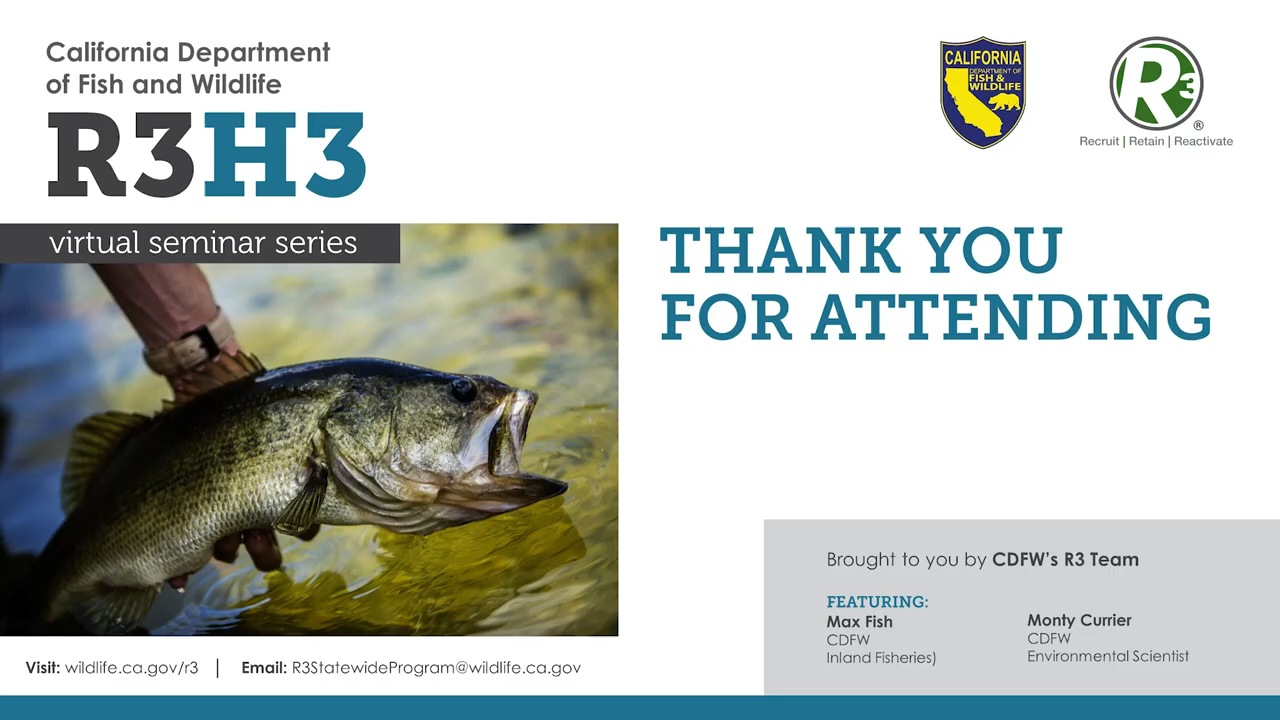 California Department
of Fish and Wildlife
R3H3
virtual seminar series
CALIFORNIA
DEPARTMENT OF
FISH &
WILDLIFE
R3
®
Recruit | Retain | Reactivate
THANK YOU
FOR ATTENDING
Brought to you by CDFW's R3 Team
FEATURING:
Max Fish
CDFW
Inland Fisheries)
Monty Currier
CDFW
Environmental Scientist
Visit: wildlife.ca.gov/r3 | Email: R3StatewideProgram@wildlife.ca.gov